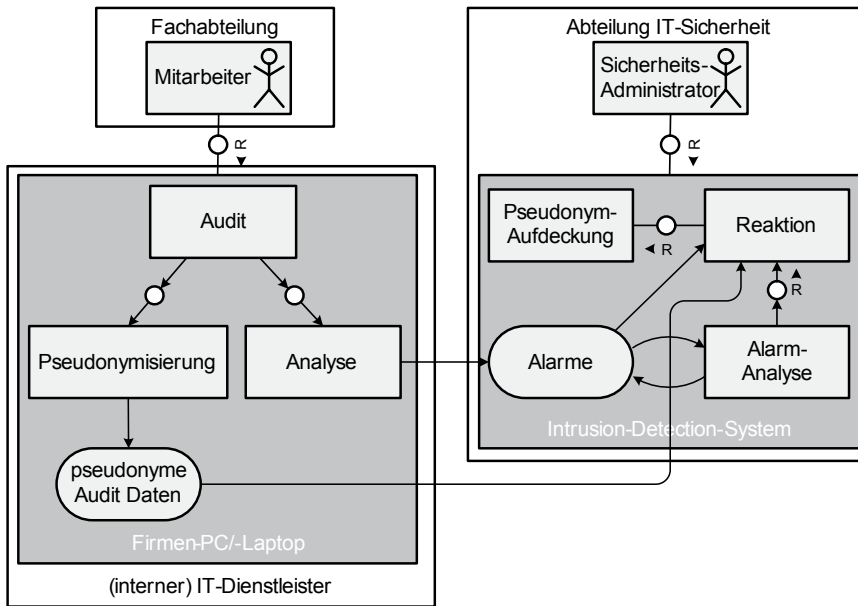 Fachabteilung
Mitarbeiter
R
Audit
Pseudonymisierung
Analyse
pseudonyme
Audit Daten
Firmen-PC/-Laptop
(interner) IT-Dienstleister
Abteilung IT-Sicherheit
Sicherheits-
Administrator
R
Pseudonym-
Aufdeckung
R
Reaktion
R
Alarme
Alarm-
Analyse
Intrusion-Detection-System